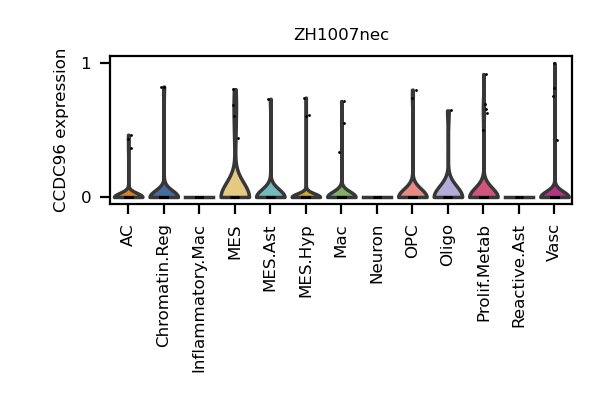 ZH1007nec
CCDC96 expression
1
0
AC
Chromatin.Reg
Inflammatory.Mac
MES
MES.Ast
MES.Hyp
Mac
Neuron
OPC
Oligo
Prolif.Metab
Reactive.Ast
Vasc